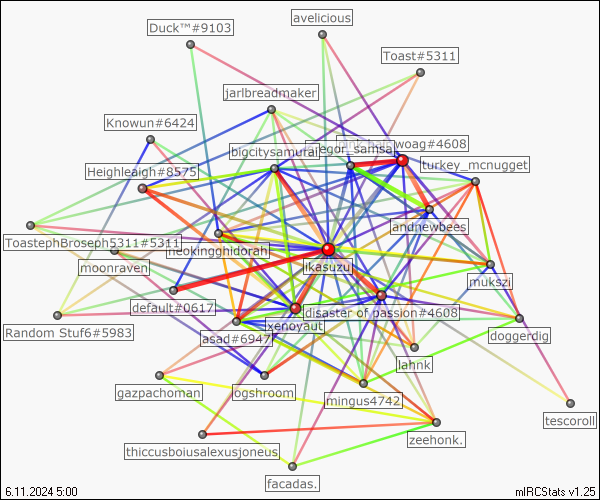 avelicious
Duck™#9103
Toast#5311
jarlbreadmaker
Knowun#6424
woag#4608
bigcitysamurai
turkey_mcnugget
Heighleaigh#8575
andrewbees
ToastephBroseph5311#5311
neokingghidorah
moonraven
ikasuzu
mukszi
default#0617
disaster of passion#4608
xenoyaut
Random Stuf6#5983
asad#6947
doggerdig
lahnk
gazpachoman
ogshroom
mingus4742
tescoroll
zeehonk.
thiccusboiusalexusjoneus
facadas.
6.11.2024 5:00
mIRCStats v1.25